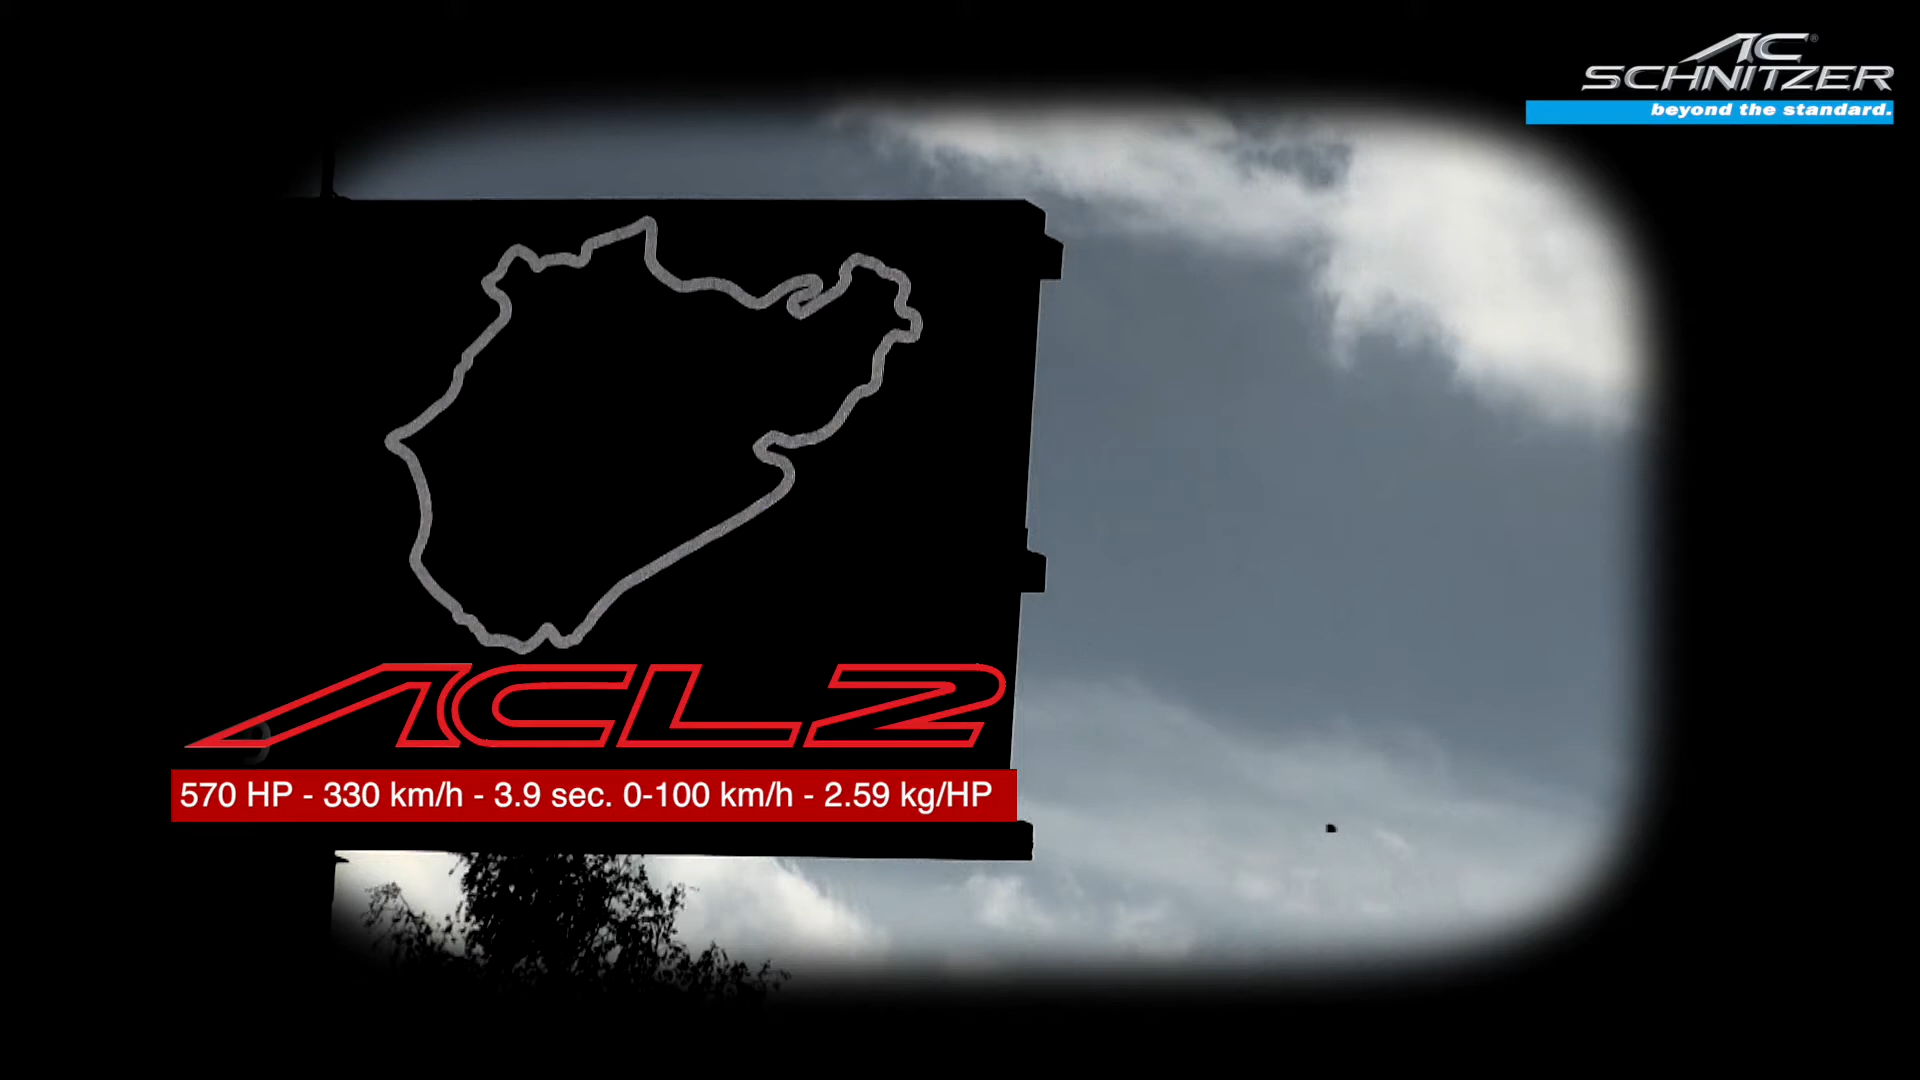 AC®
SCHNITZER
beyond the standard.
ACL2
570 HP - 330 km/h - 3.9 sec. 0-100 km/h - 2.59 kg/HP